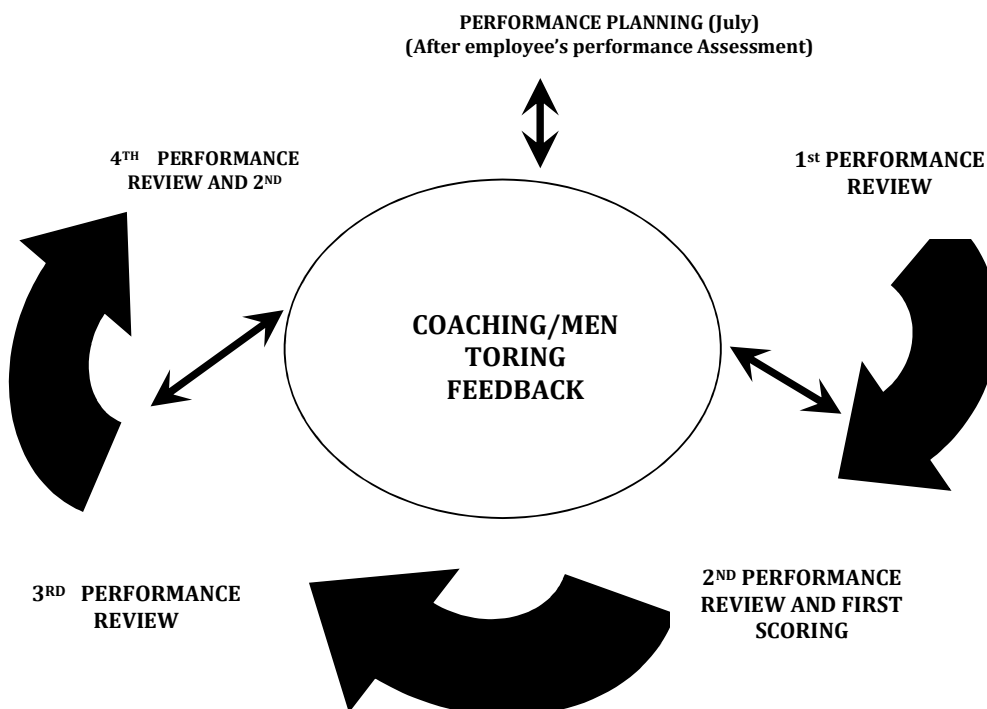 PERFORMANCE PLANNING (July)
(After employee's performance Assessment)
4TH PERFORMANCE
REVIEW AND 2ND
1st PERFORMANCE
REVIEW
COACHING/MEN
TORING
FEEDBACK
3RD PERFORMANCE
REVIEW
2ND PERFORMANCE
REVIEW AND FIRST
SCORING